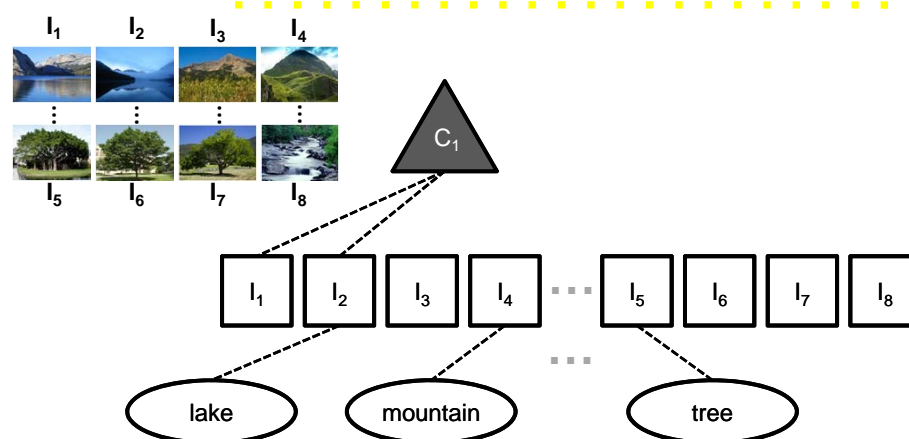 I1 I2 I3 I4
I5 I6 I7 I8
C1
I1 I2 I3 I4 ... I5 I6 I7 I8
...
lake mountain tree